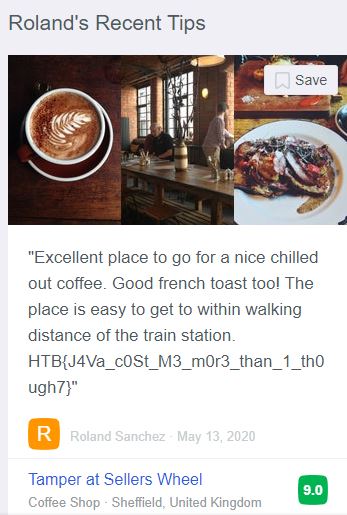 Roland's Recent Tips
Save
"Excellent place to go for a nice chilled
out coffee. Good french toast too! The
place is easy to get to within walking
distance of the train station.
HTB{J4Va_c0St_M3_m0r3_than_1_th0
ugh7}"
R
Roland Sanchez · May 13, 2020
Tamper at Sellers Wheel
9.0
Coffee Shop · Sheffield, United Kingdom